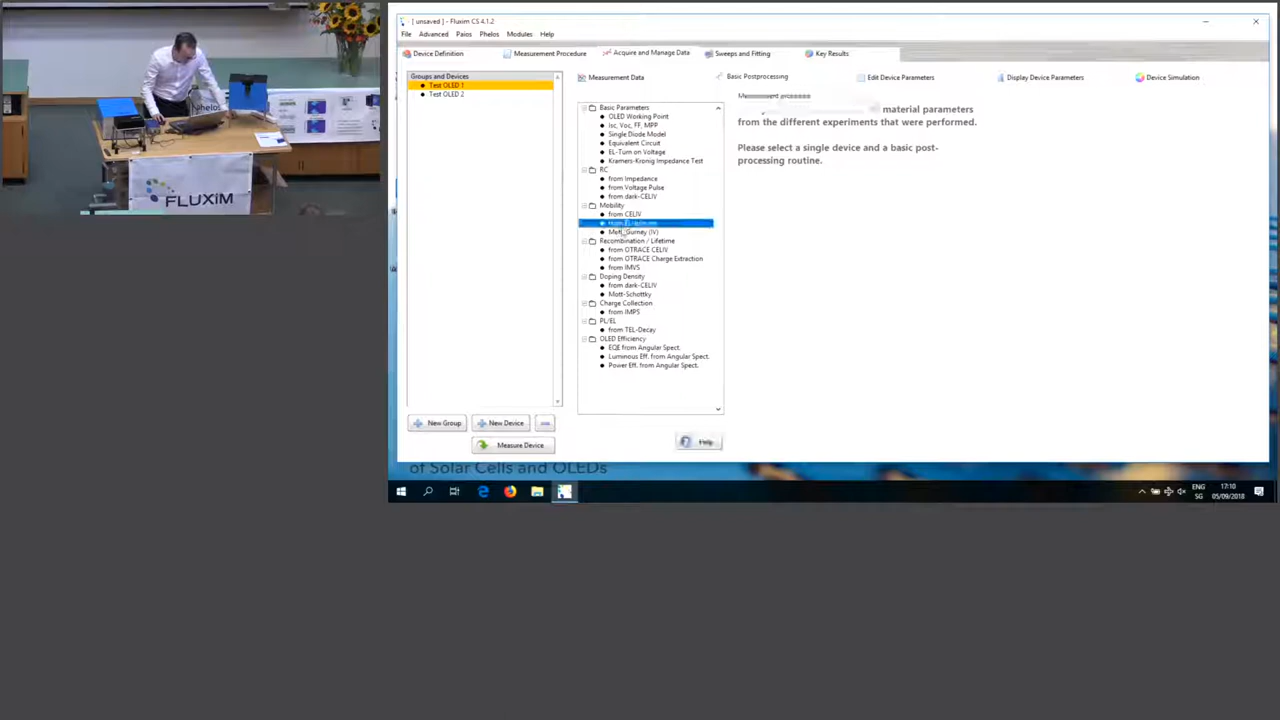 [ unsaved ] - Fluxim CS 4.1.2
File Advanced Paios Phelos Modules Help
Device Definition Measurement Procedure Acquire and Manage Data Sweeps and Fitting Key Results
Groups and Devices
Test OLED 1
Test OLED 2
Measurement Data Basic Postprocessing Edit Device Parameters Display Device Parameters Device Simulation
Basic Parameters
OLED Working Point
Isc, Voc, FF, MPP
Single Diode Model
Equivalent Circuit
EL-Turn on Voltage
Kramers-Kronig Impedance Test
RC
from Impedance
from Voltage Pulse
from dark-CELIV
Mobility
from CELIV
Mott-Gurney (IV)
Recombination / Lifetime
from OTRACE CELIV
from OTRACE Charge Extraction
from IMVS
Doping Density
from dark-CELIV
Mott-Schottky
Charge Collection
from IMPS
PL/EL
from TEL-Decay
OLED Efficiency
EQE from Angular Spect.
Luminous Eff. from Angular Spect.
Power Eff. from Angular Spect.
material parameters
from the different experiments that were performed.
Please select a single device and a basic post-
processing routine.
New Group New Device
Measure Device
Help
of Solar Cells and OLEDs
ENG
SG
17:10
05/09/2018
FLUXiM